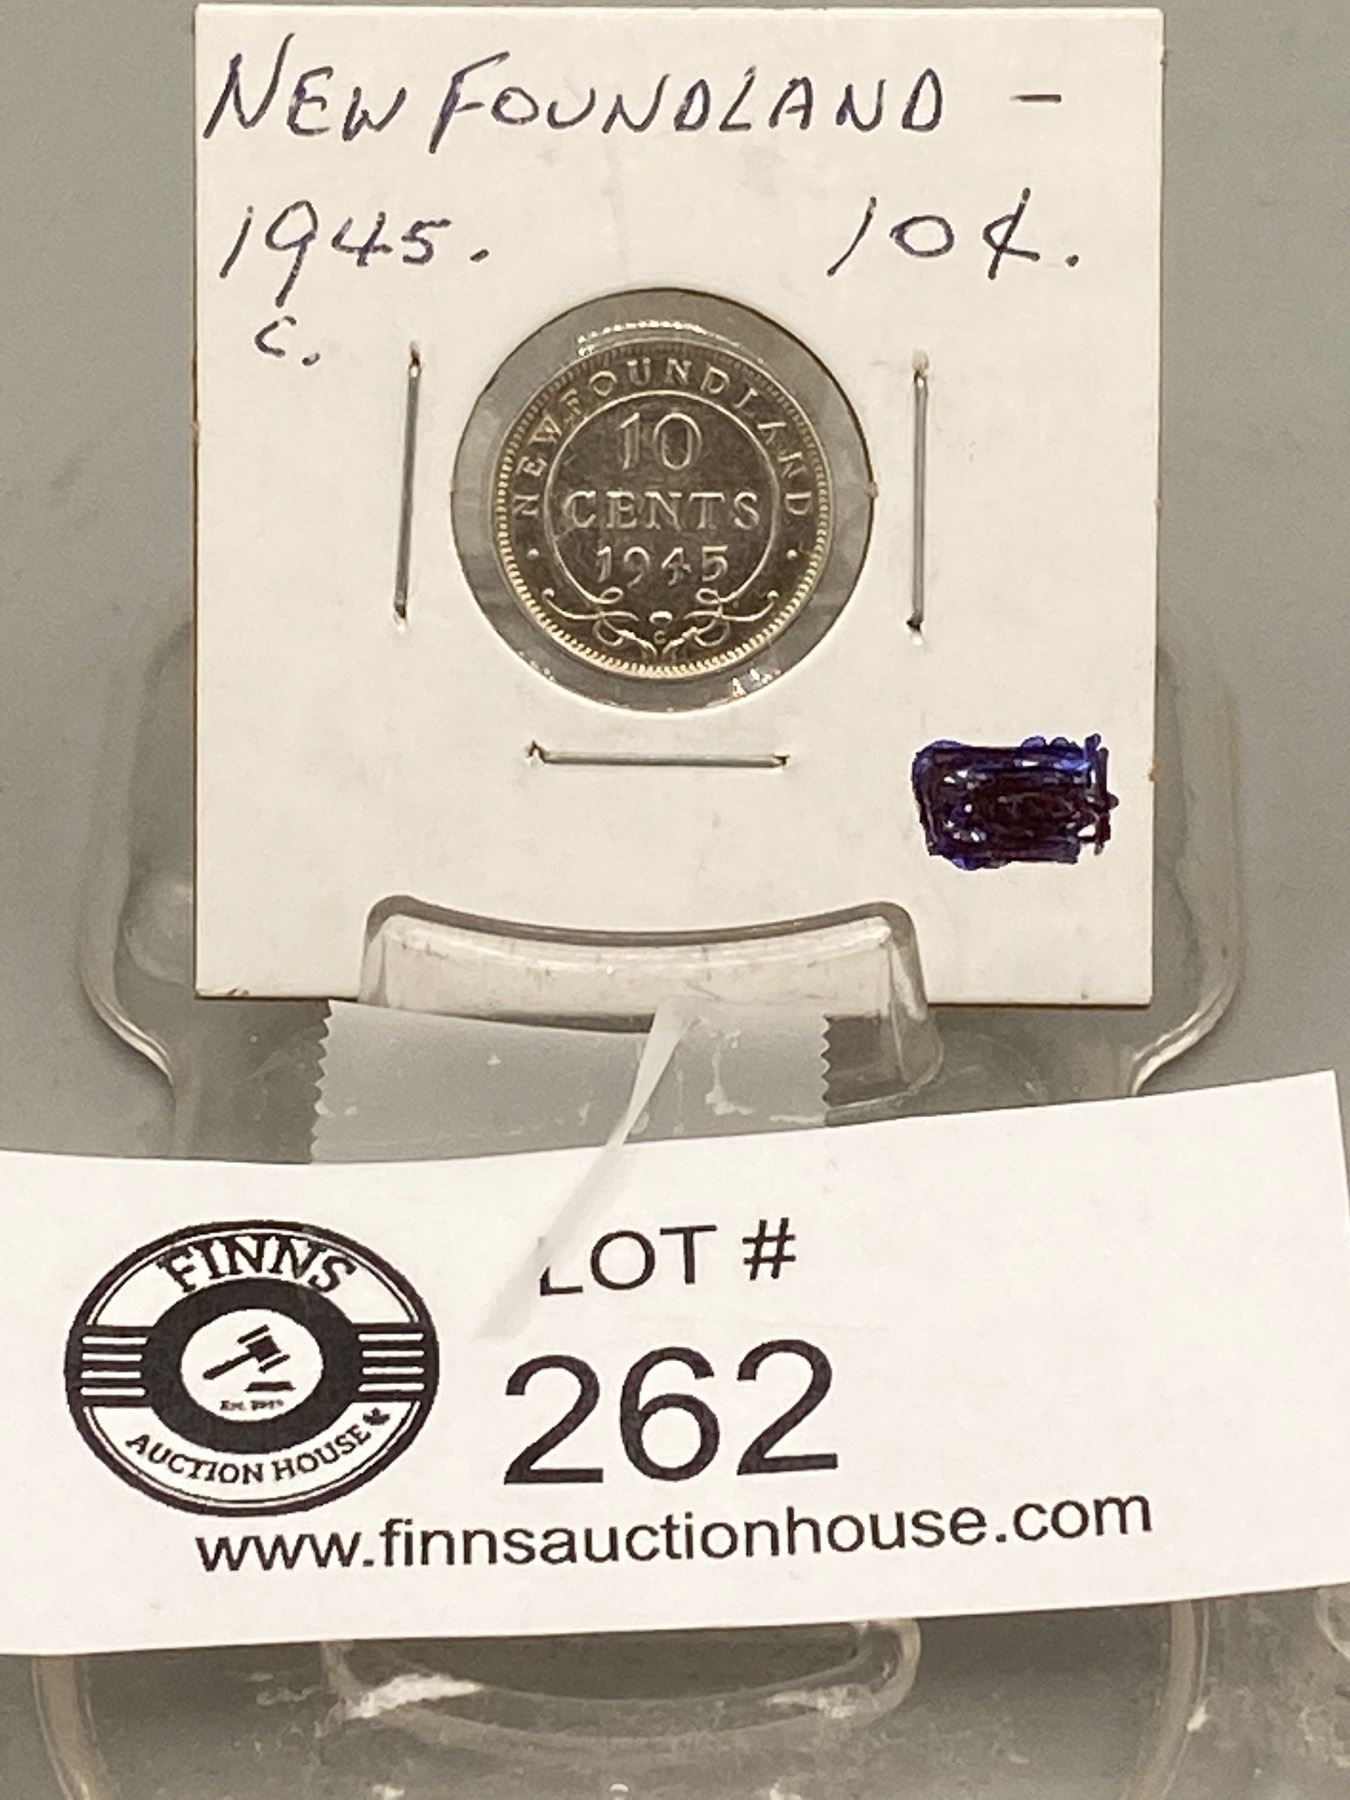 NEWFOUNDLAND -
1945. 10¢.
C.
• NEWFOUNDLAND •
10
CENTS
1945
C
LOT #
262
FINNS
AUCTION HOUSE
www.finnsauctionhouse.com